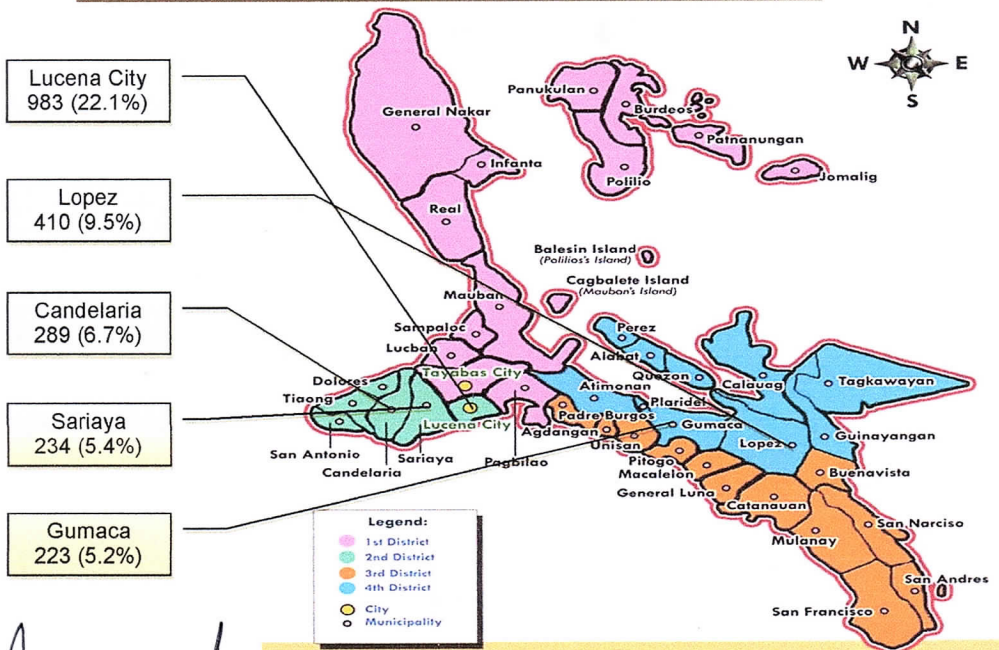 N
W E
S
Lucena City
983 (22.1%)
Lopez
410 (9.5%)
Candelaria
289 (6.7%)
Sariaya
234 (5.4%)
Gumaca
223 (5.2%)
General Nakar
Infanta
Real
Panukulan
Burdeos
Patnanungan
Polilio
Jomalig
Balesin Island
(Polilios's Island)
Cagbalete Island
(Mauban's Island)
Mauban
Sampaloc
Lucban
Tayabas City
Dolores
Tiaong
Lucena City
San Antonio
Candelaria
Sariaya
Pagbilao
Perez
Alabat
Quezon
Calauag
Tagkawayan
Atimonan
Plaridel
Padre Burgos
Agdangan
Unisan
Gumaca
Lopez
Guinayangan
Pitogo
Macalelon
General Luna
Catanauan
Buenavista
Mulanay
San Narciso
San Andres
San Francisco
Legend:
1st District
2nd District
3rd District
4th District
City
Municipality